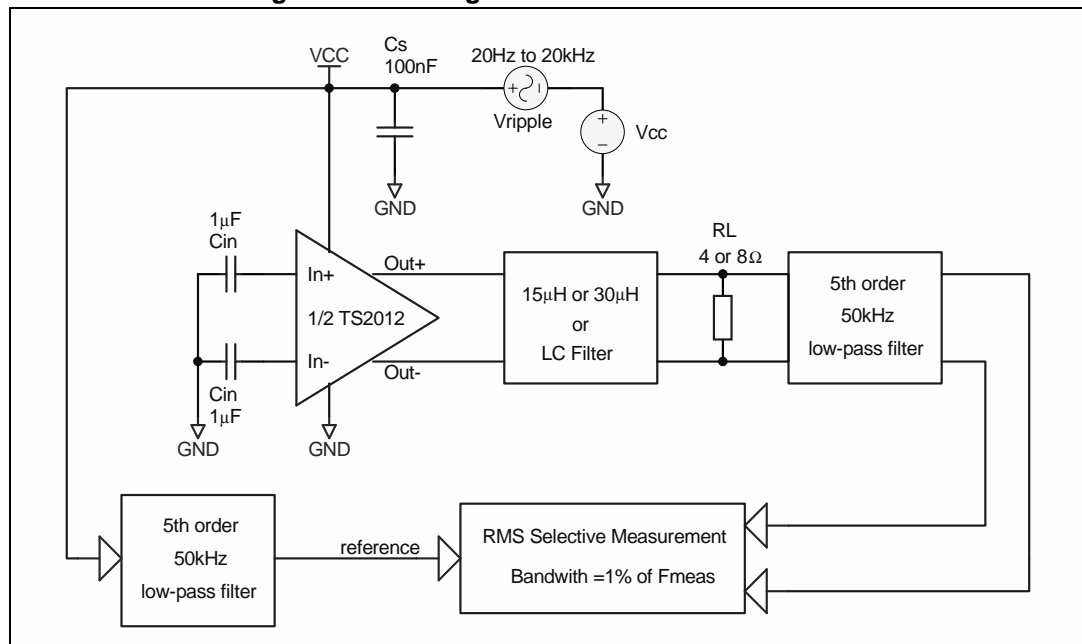 VCC
Cs
100nF
20Hz to 20kHz
Vripple
+
-
+
−
Vcc
GND
GND
1μF
Cin
In+
1/2 TS2012
In-
Cin
1μF
GND
GND
Out+
Out-
15μH or 30μH
or
LC Filter
RL
4 or 8Ω
5th order
50kHz
low-pass filter
5th order
50kHz
low-pass filter
reference
RMS Selective Measurement
Bandwith =1% of Fmeas